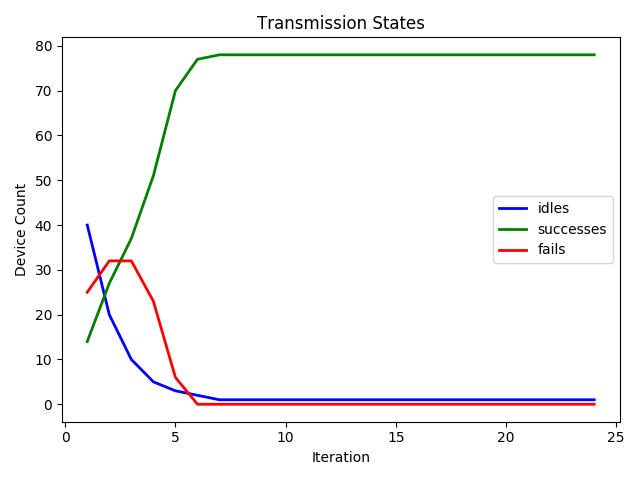 Transmission States
Device Count
80
70
60
50
40
30
20
10
0
idles
successes
fails
0 5 10 15 20 25
Iteration